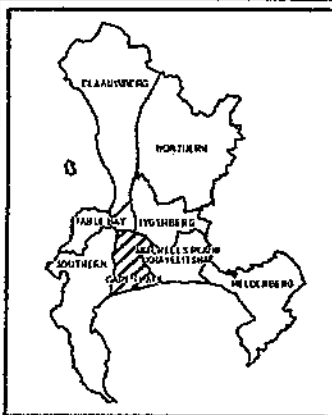 BLAAUWBERG
NORTHERN
TABLE BAY
TYGERBERG
MITCHELLS PLAIN
KHAYELITSHA
SOUTHERN
CAPE FLATS
HELDERBERG